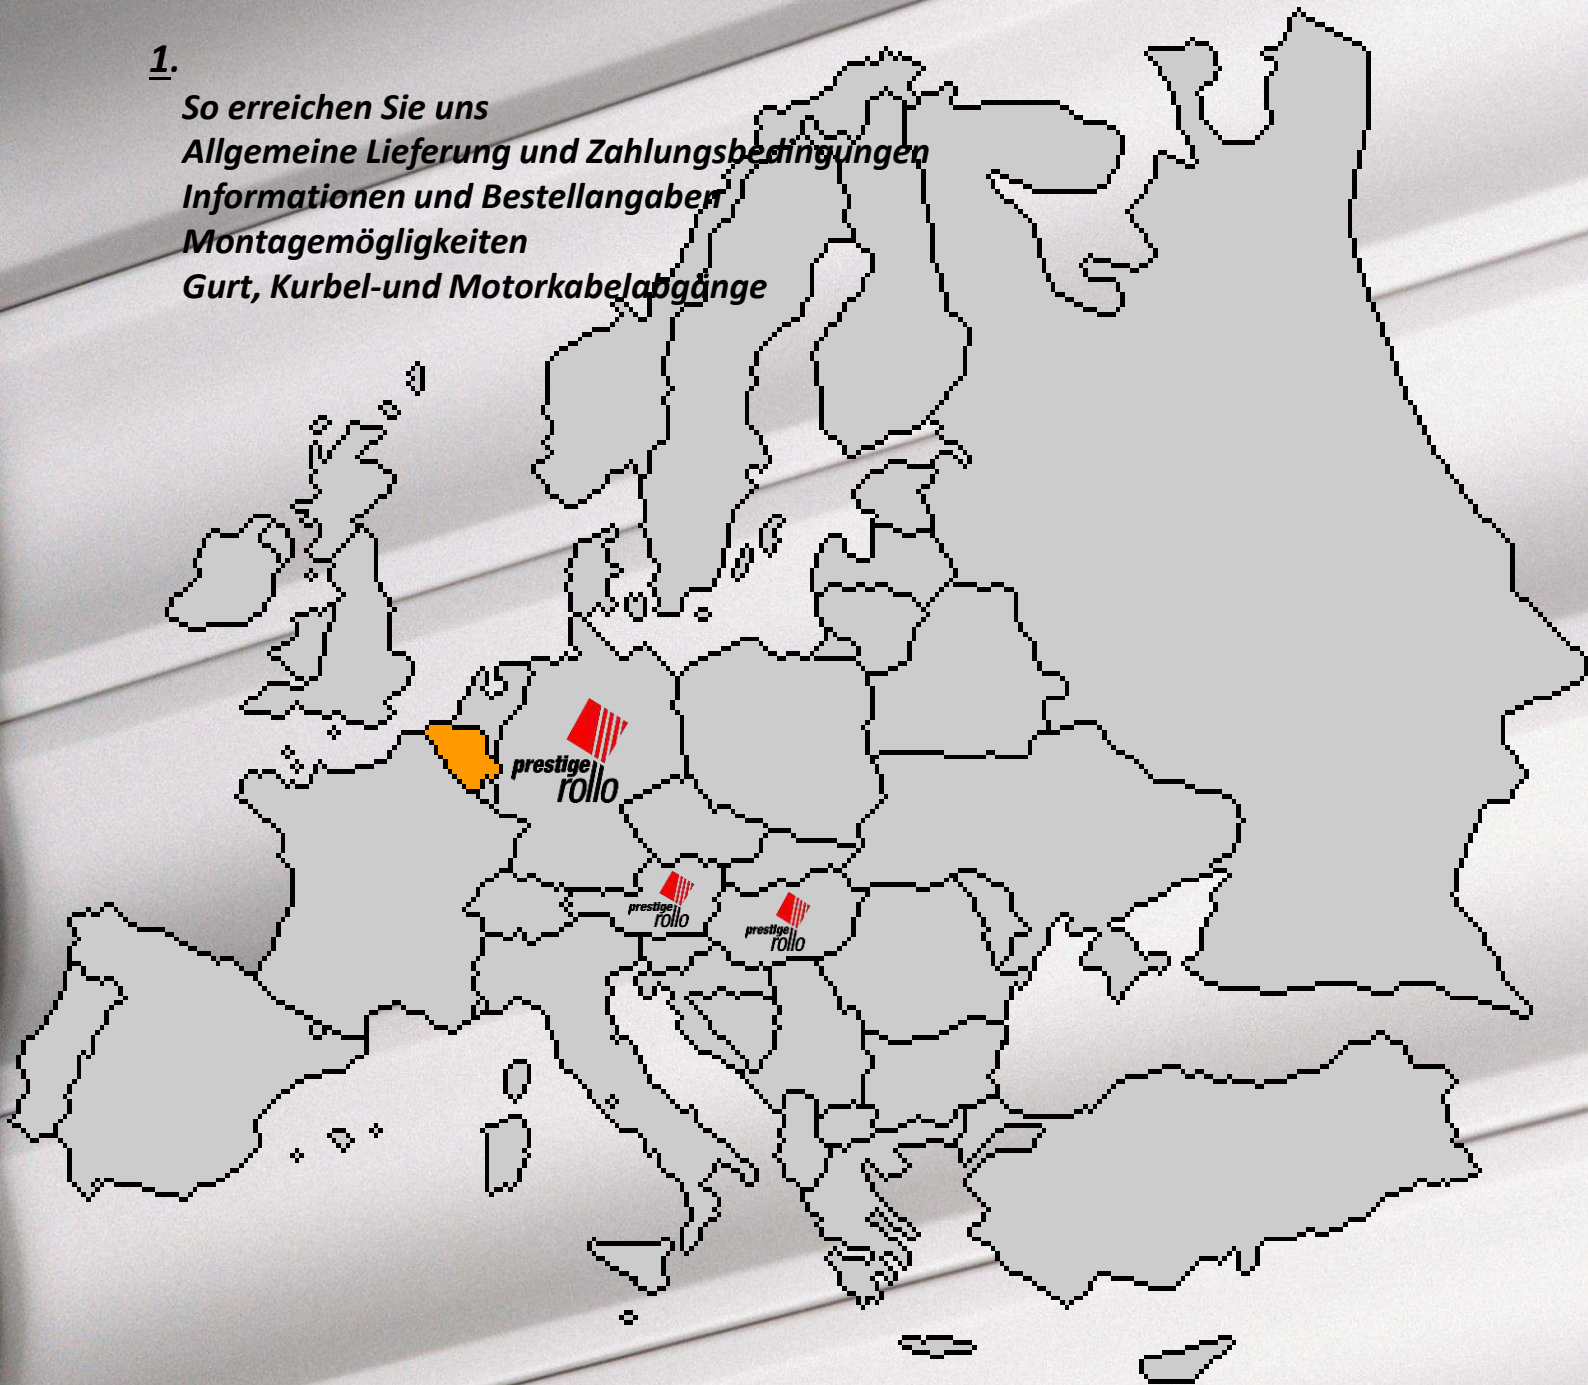 1.
So erreichen Sie uns
Allgemeine Lieferung und Zahlungsbedingungen
Informationen und Bestellangaben
Montagemögligkeiten
Gurt, Kurbel-und Motorkabelabgänge
prestige
rollo
prestige
rollo
prestige
rollo